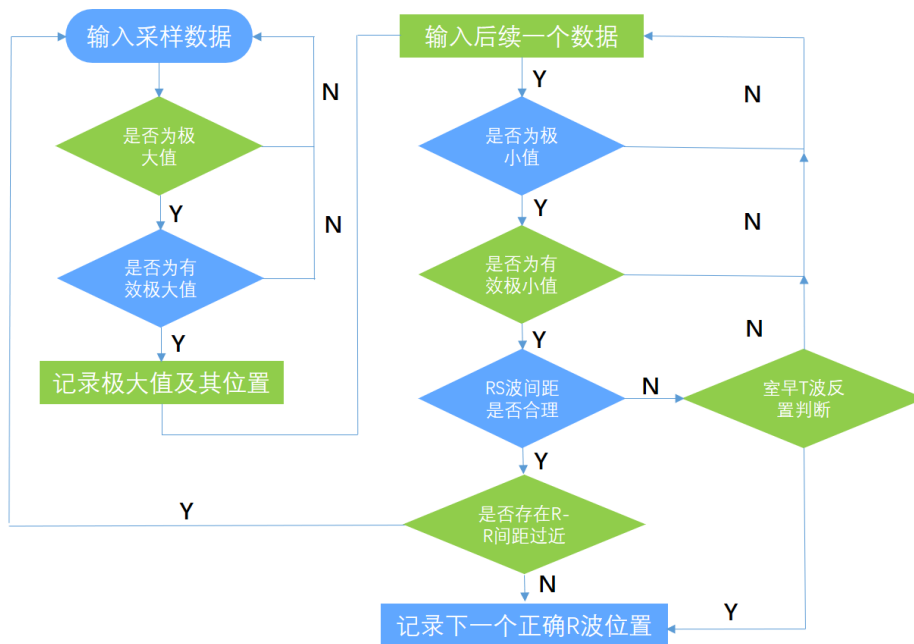 输入采样数据
N
是否为极
大值
Y
N
是否为有
效极大值
Y
记录极大值及其位置
输入后续一个数据
Y
N
是否为极
小值
Y
N
是否为有
效极小值
Y
N
RS波间距
是否合理
N
室早T波反
置判断
Y
Y
是否存在R-
R间距过近
N
Y
记录下一个正确R波位置